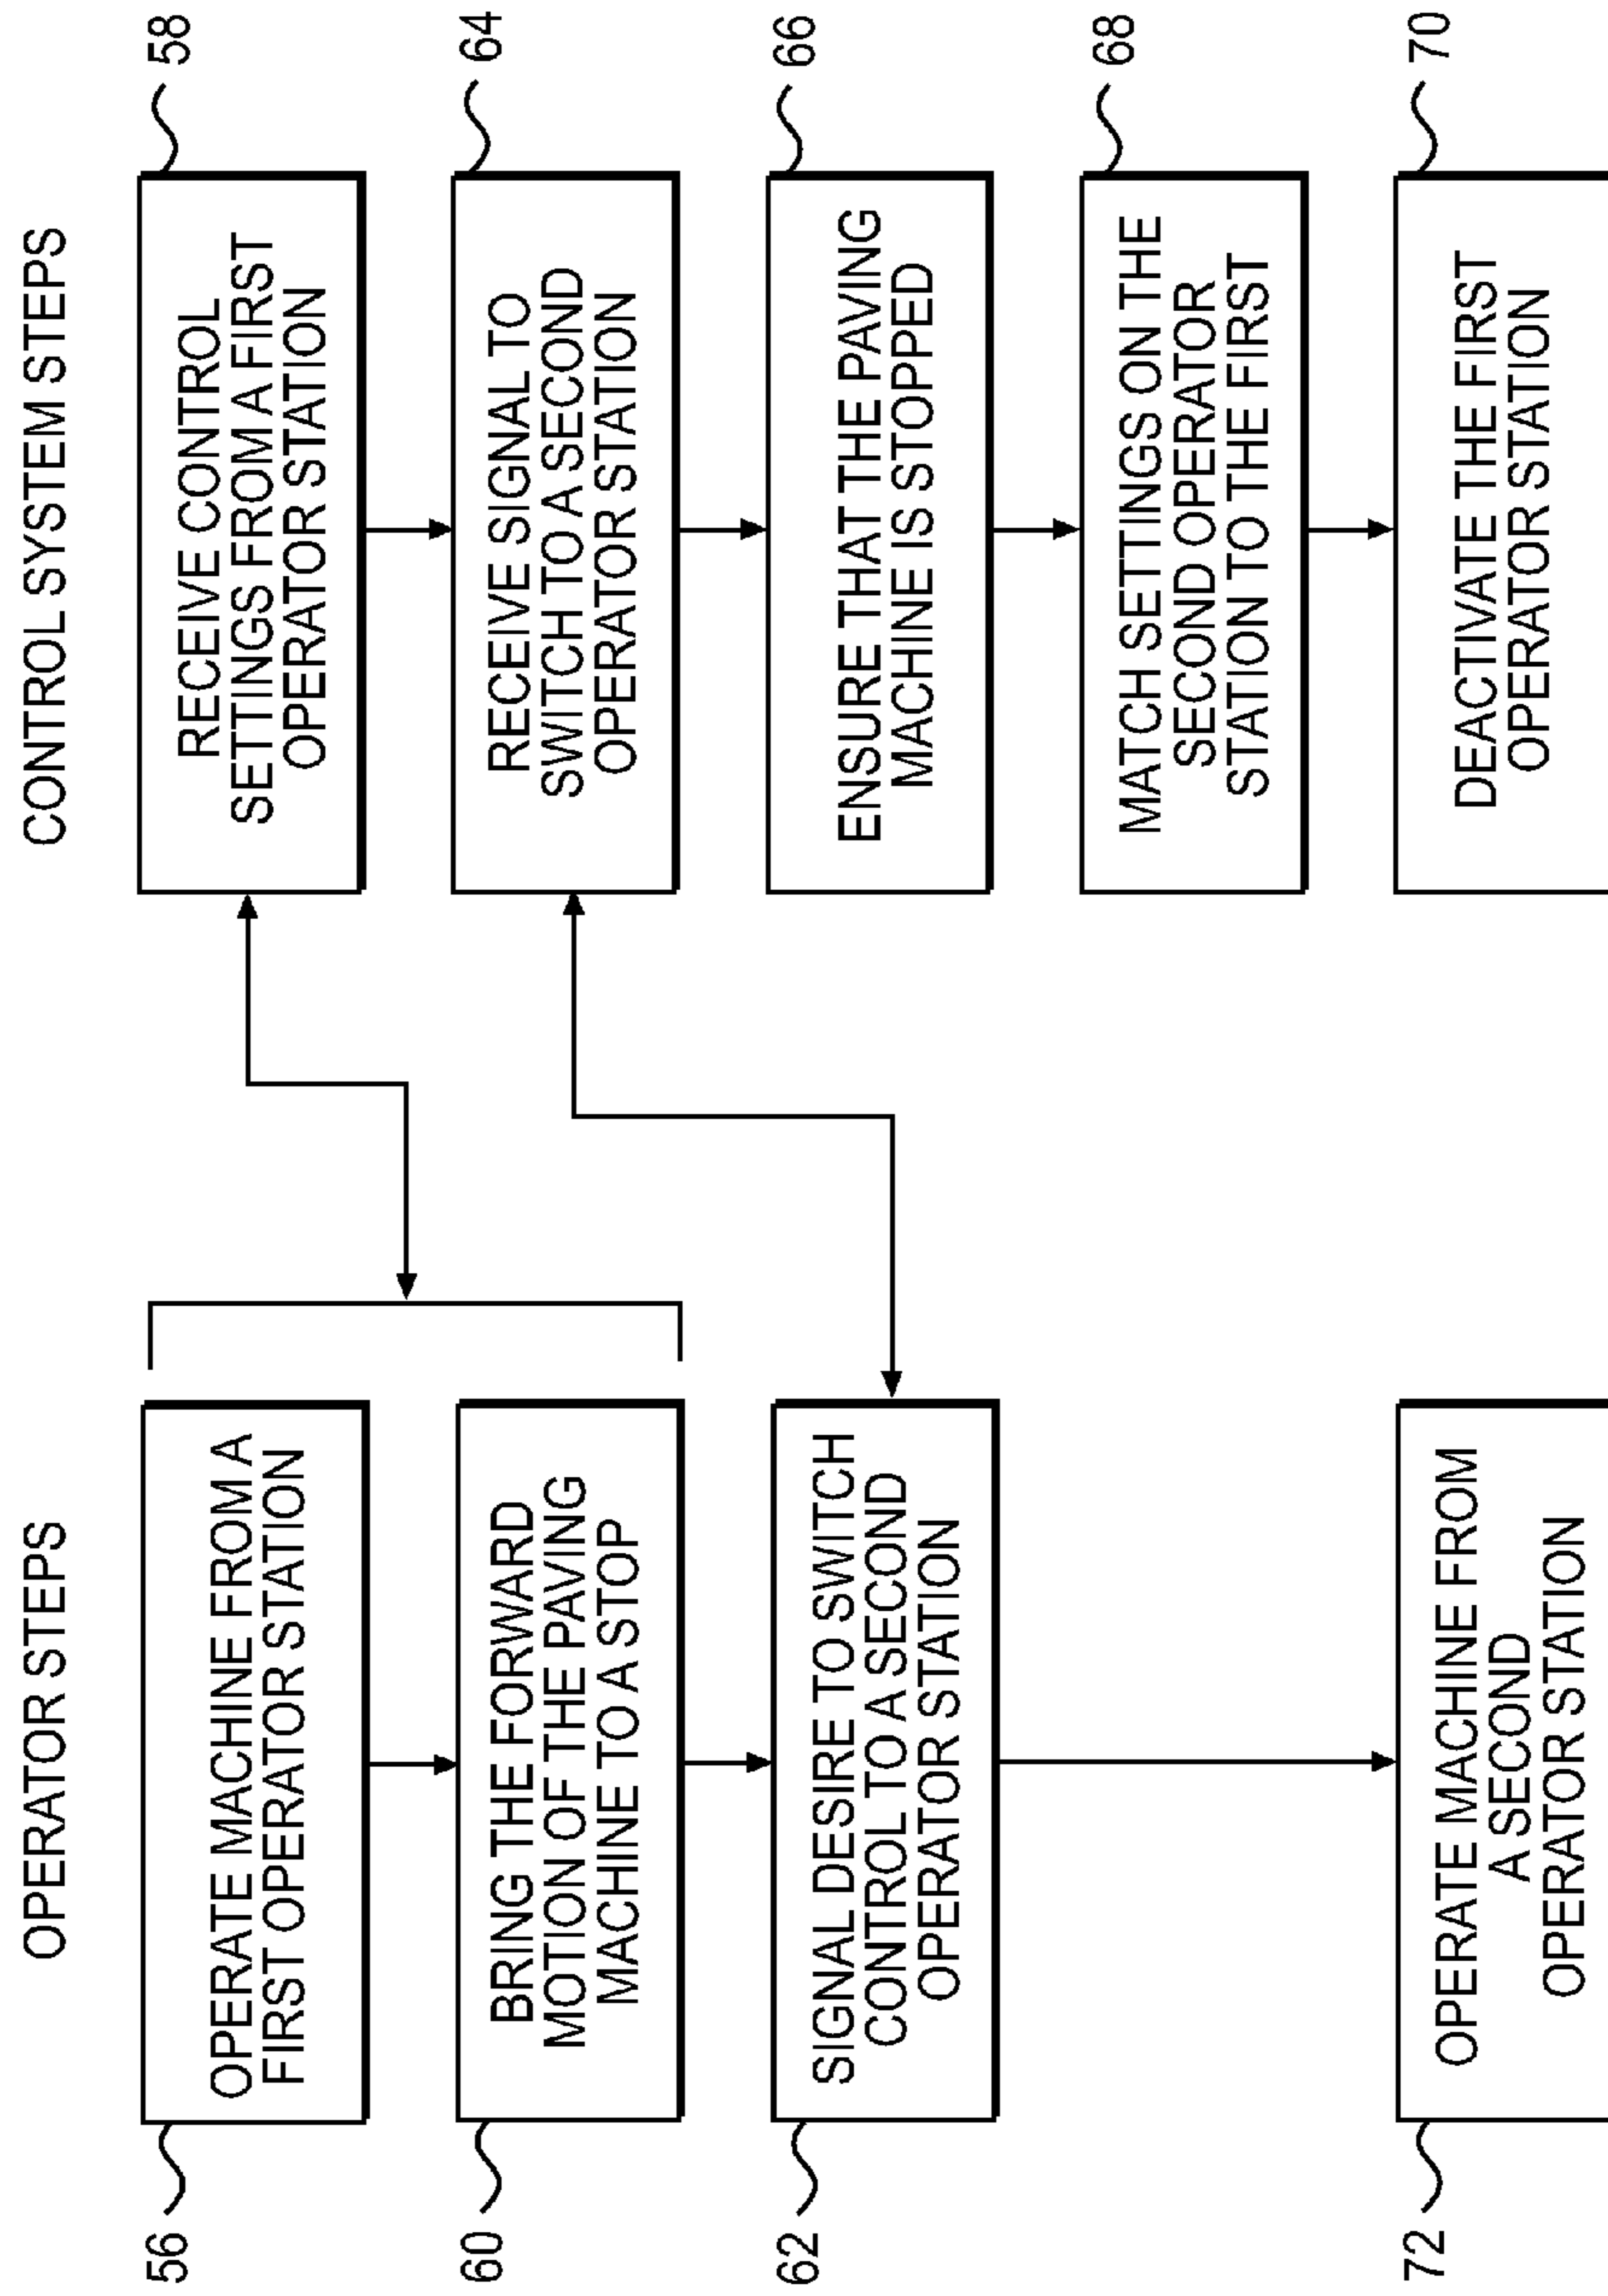 OPERATOR STEPS
56
OPERATE MACHINE FROM A
FIRST OPERATOR STATION
60
BRING THE FORWARD
MOTION OF THE PAVING
MACHINE TO A STOP
62
SIGNAL DESIRE TO SWITCH
CONTROL TO A SECOND
OPERATOR STATION
72
OPERATE MACHINE FROM
A SECOND
OPERATOR STATION
CONTROL SYSTEM STEPS
58
RECEIVE CONTROL
SETTINGS FROM A FIRST
OPERATOR STATION
64
RECEIVE SIGNAL TO
SWITCH TO A SECOND
OPERATOR STATION
66
ENSURE THAT THE PAVING
MACHINE IS STOPPED
68
MATCH SETTINGS ON THE
SECOND OPERATOR
STATION TO THE FIRST
70
DEACTIVATE THE FIRST
OPERATOR STATION